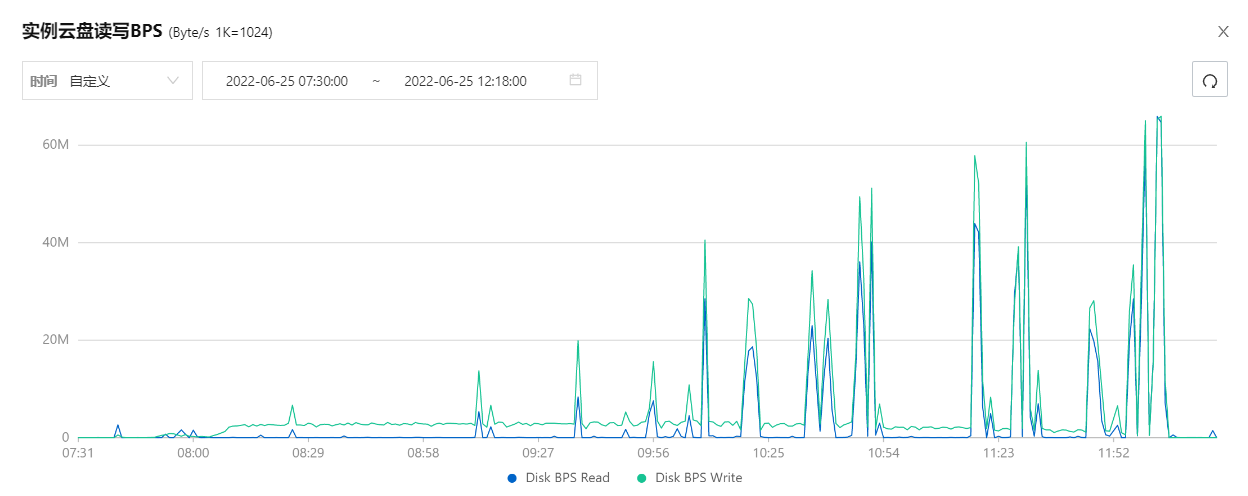 实例云盘读写BPS (Byte/s 1K=1024)
时间 自定义 2022-06-25 07:30:00 ~ 2022-06-25 12:18:00
60M
40M
20M
0
07:31 08:00 08:29 08:58 09:27 09:56 10:25 10:54 11:23 11:52
Disk BPS Read Disk BPS Write